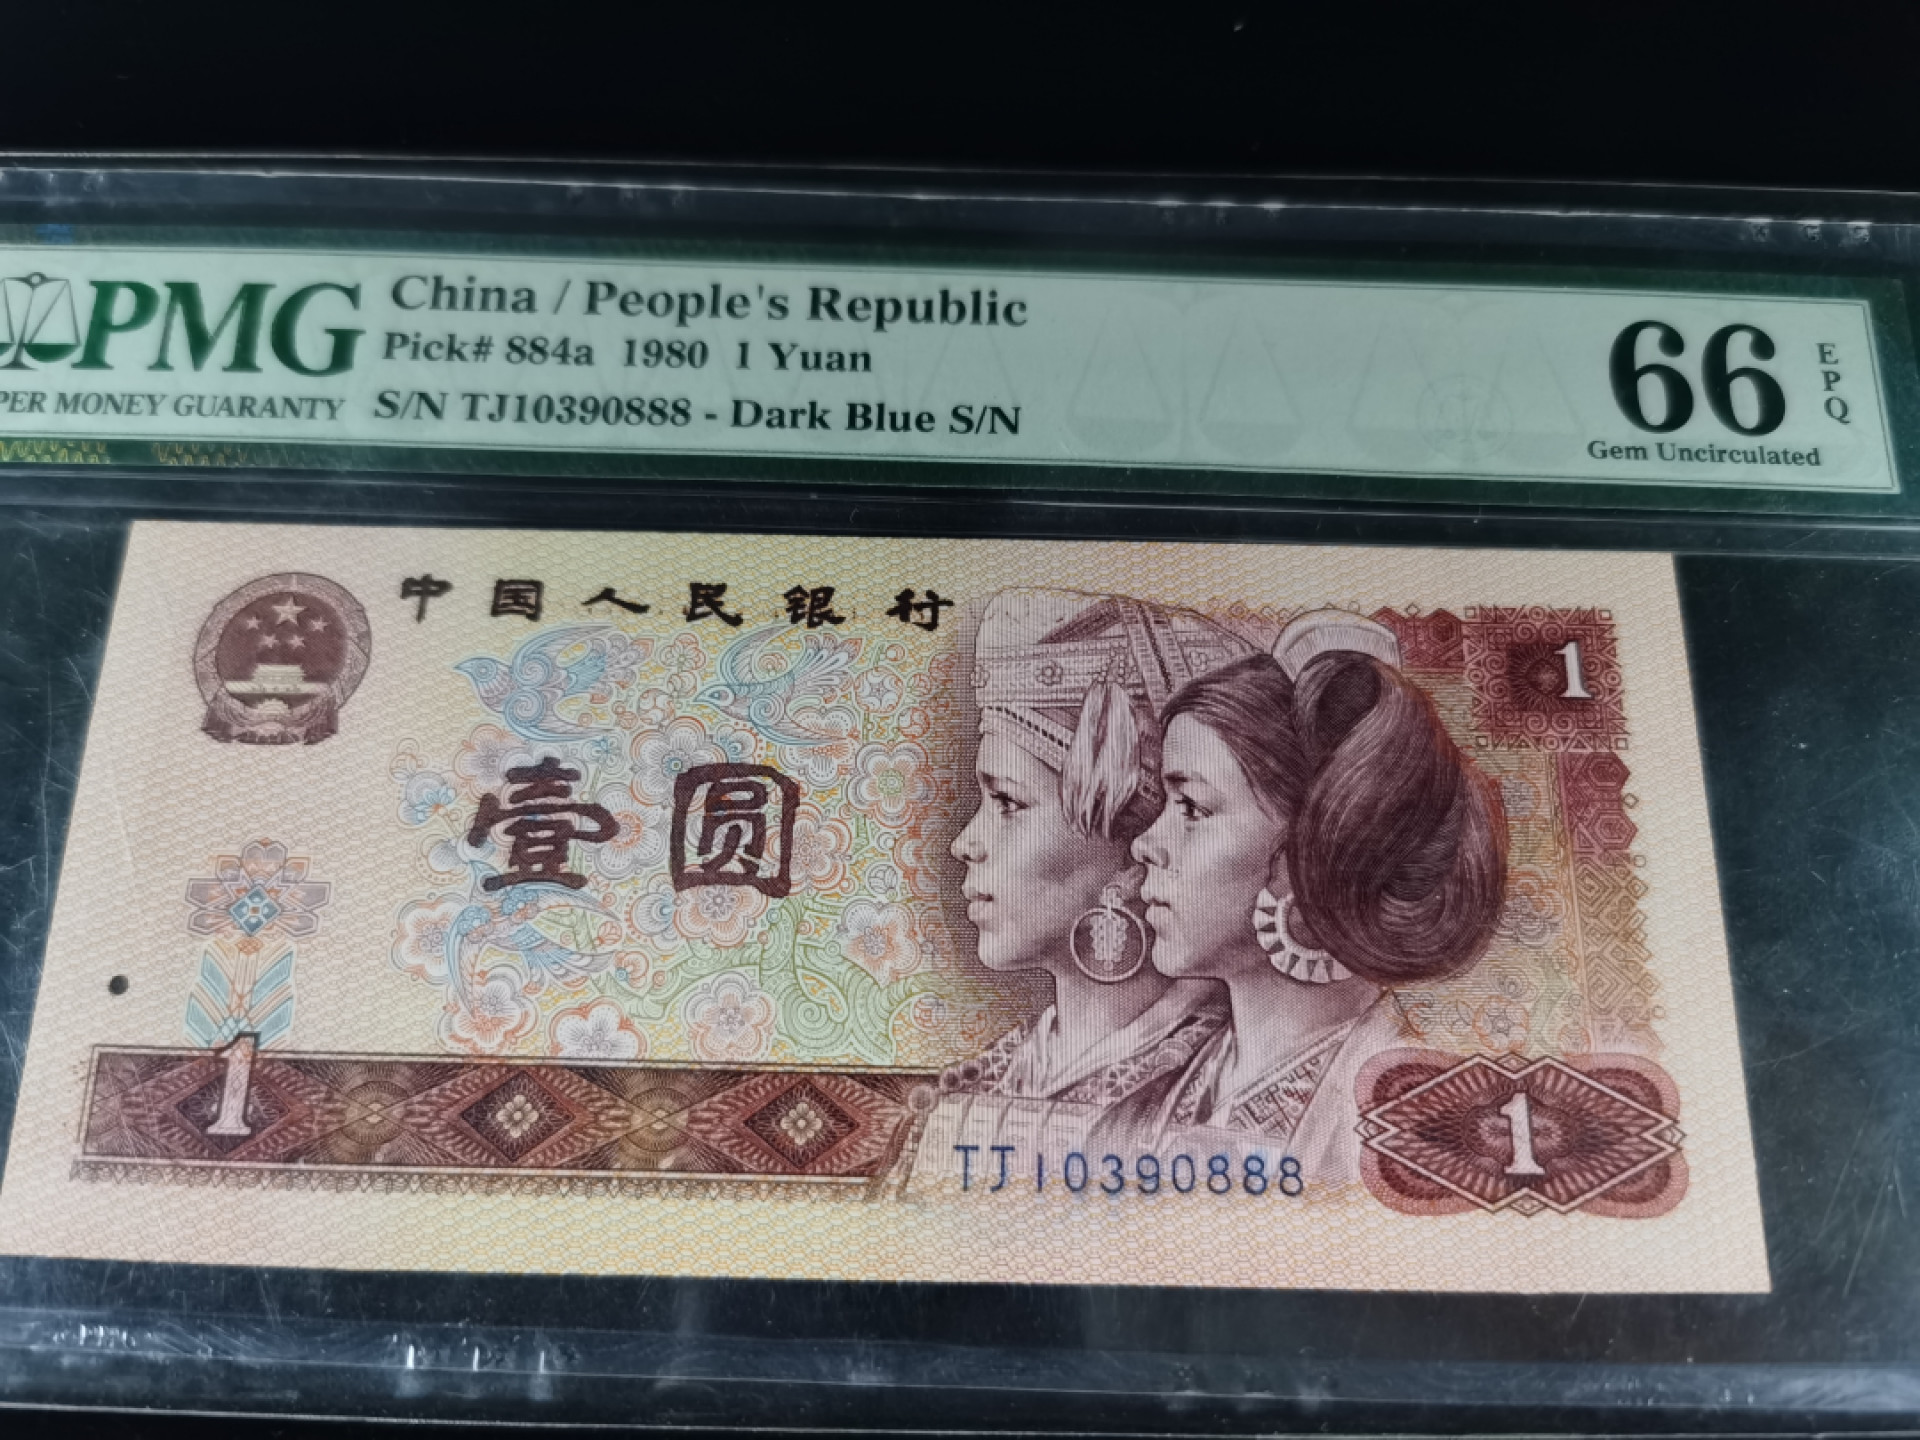 PMG
PER MONEY GUARANTY
China / People's Republic
Pick# 884a 1980 1 Yuan
S/N TJ10390888 - Dark Blue S/N
66
EPQ
Gem Uncirculated
中国人民银行
1
壹圆
1
TJ10390888
1